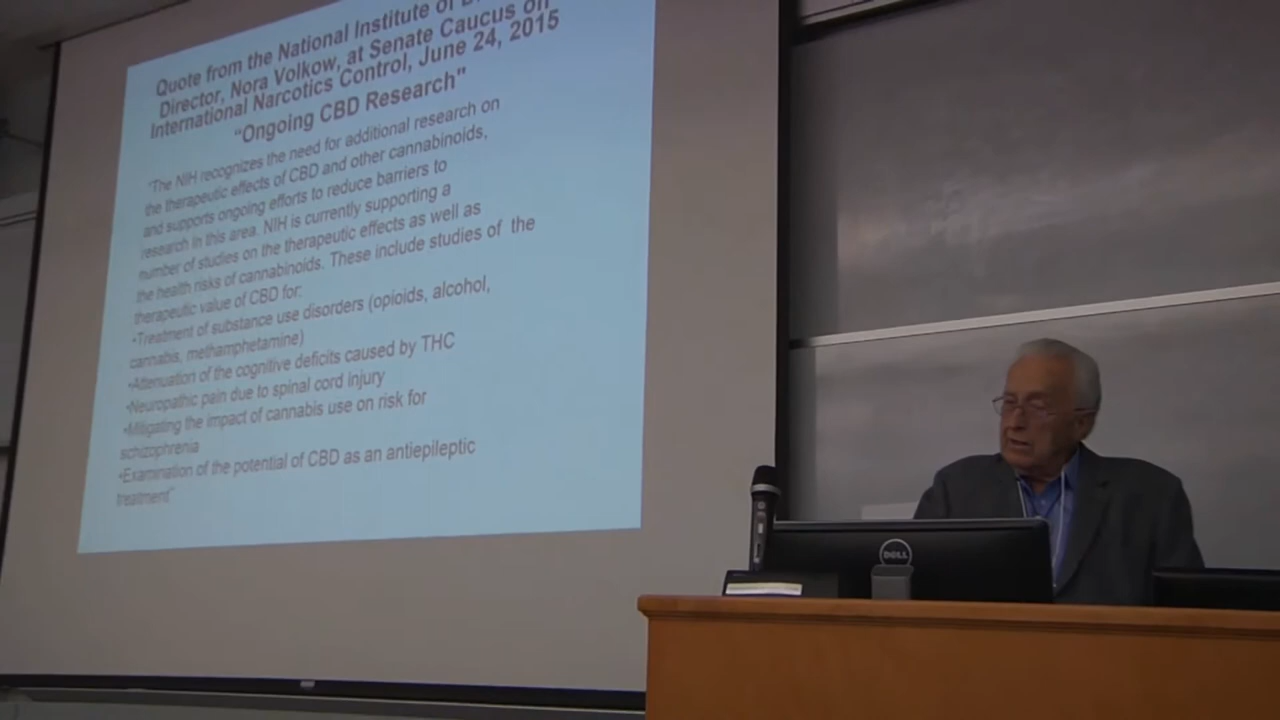 Quote from the National Institute of
Director, Nora Volkow, at Senate Caucus on
International Narcotics Control, June 24, 2015
"Ongoing CBD Research"
"The NIH recognizes the need for additional research on
the therapeutic effects of CBD and other cannabinoids,
and supports ongoing efforts to reduce barriers to
research in this area. NIH is currently supporting a
number of studies on the therapeutic effects as well as
the health risks of cannabinoids. These include studies of the
therapeutic value of CBD for:
•Treatment of substance use disorders (opioids, alcohol,
cannabis, methamphetamine)
•Attenuation of the cognitive deficits caused by THC
•Neuropathic pain due to spinal cord injury
•Mitigating the impact of cannabis use on risk for
schizophrenia
•Examination of the potential of CBD as an antiepileptic
treatment"
DELL